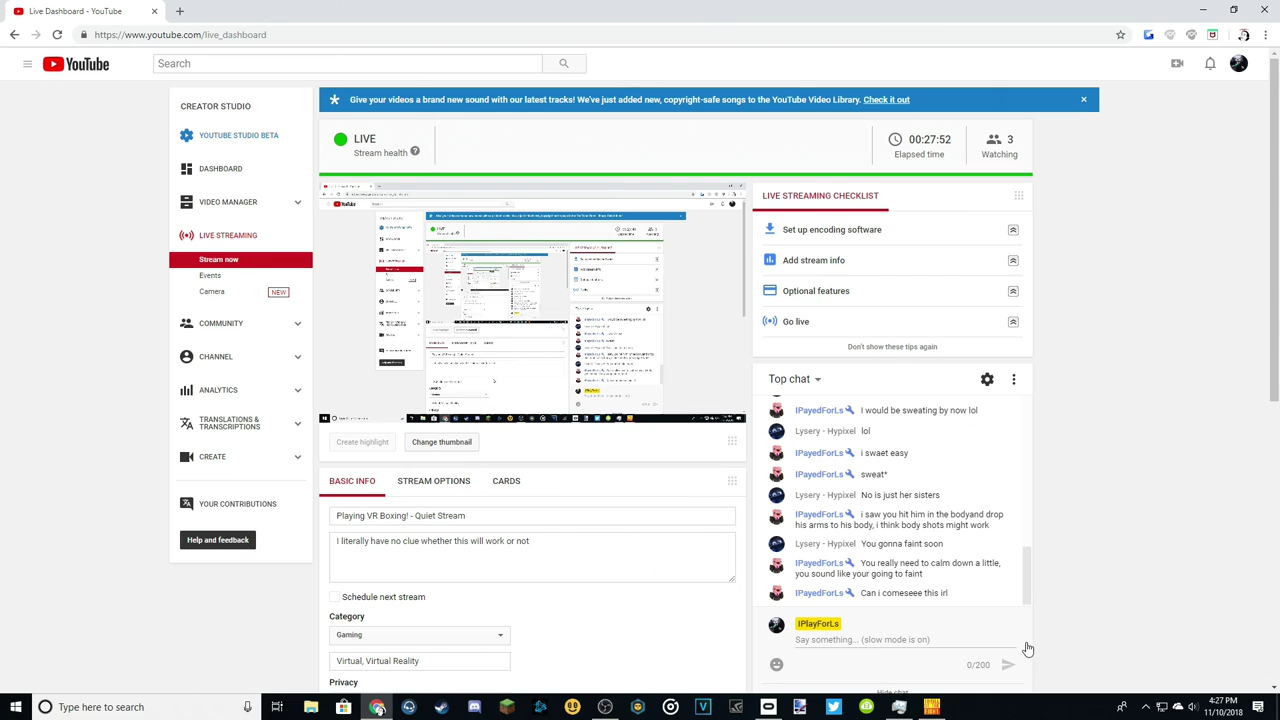 Live Dashboard - YouTube
https://www.youtube.com/live_dashboard
YouTube
Search
CREATOR STUDIO
YOUTUBE STUDIO BETA
DASHBOARD
VIDEO MANAGER
LIVE STREAMING
Stream now
Events
Camera
NEW
COMMUNITY
CHANNEL
ANALYTICS
TRANSLATIONS &
TRANSCRIPTIONS
CREATE
YOUR CONTRIBUTIONS
Help and feedback
Give your videos a brand new sound with our latest tracks! We've just added new, copyright-safe songs to the YouTube Video Library. Check it out
LIVE
Stream health
00:27:52
Elapsed time
3
Watching
Create highlight
Change thumbnail
BASIC INFO
STREAM OPTIONS
CARDS
Playing VR Boxing! - Quiet Stream
I literally have no clue whether this will work or not
Schedule next stream
Category
Gaming
Virtual, Virtual Reality
Privacy
LIVE STREAMING CHECKLIST
Set up encoding software
Add stream info
Optional features
Go live
Don't show these tips again
Top chat
IPayedForLs I would be sweating by now lol
Lysery - Hypixel lol
IPayedForLs i swaet easy
IPayedForLs sweat*
Lysery - Hypixel No is just her sisters
IPayedForLs i saw you hit him in the bodyand drop
his arms to his body, i think body shots might work
Lysery - Hypixel You gonna faint soon
IPayedForLs You really need to calm down a little,
you sound like your going to faint
IPayedForLs Can i comeseee this irl
IPlayForLs
Say something... (slow mode is on)
0/200
Hide chat
Type here to search
4:27 PM
11/10/2018